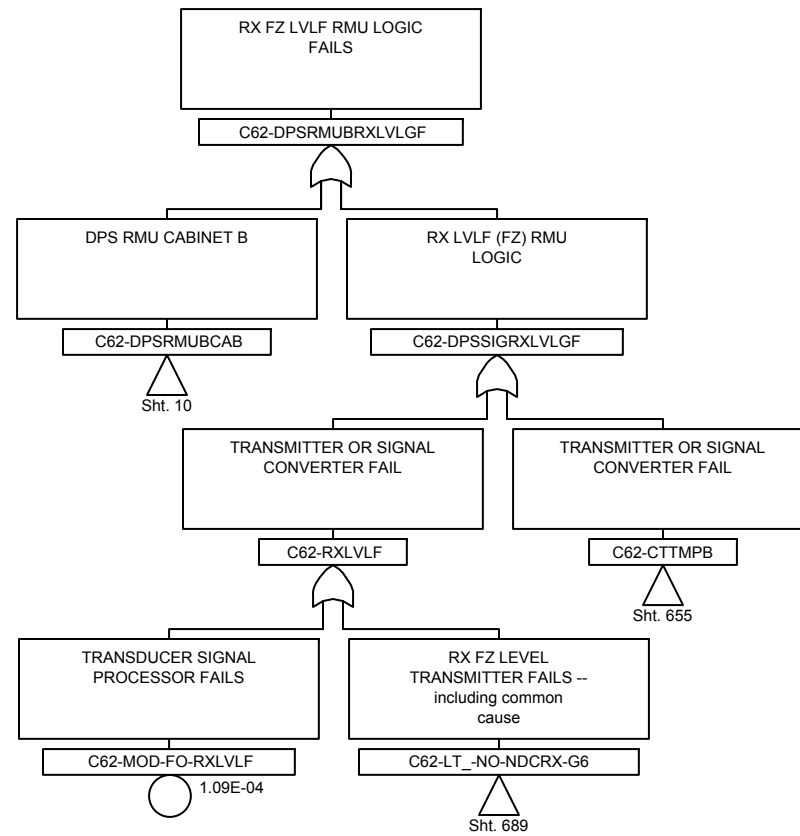 RX FZ LVLF RMU LOGIC
FAILS
C62-DPSRMUBRXLVLGF
DPS RMU CABINET B
C62-DPSRMUBCAB
Sht. 10
RX LVLF (FZ) RMU
LOGIC
C62-DPSSIGRXLVLGF
TRANSMITTER OR SIGNAL
CONVERTER FAIL
C62-RXLVLF
TRANSMITTER OR SIGNAL
CONVERTER FAIL
C62-CTTMPB
Sht. 655
TRANSDUCER SIGNAL
PROCESSOR FAILS
C62-MOD-FO-RXLVLF
1.09E-04
RX FZ LEVEL
TRANSMITTER FAILS --
including common
cause
C62-LT_-NO-NDCRX-G6
Sht. 689